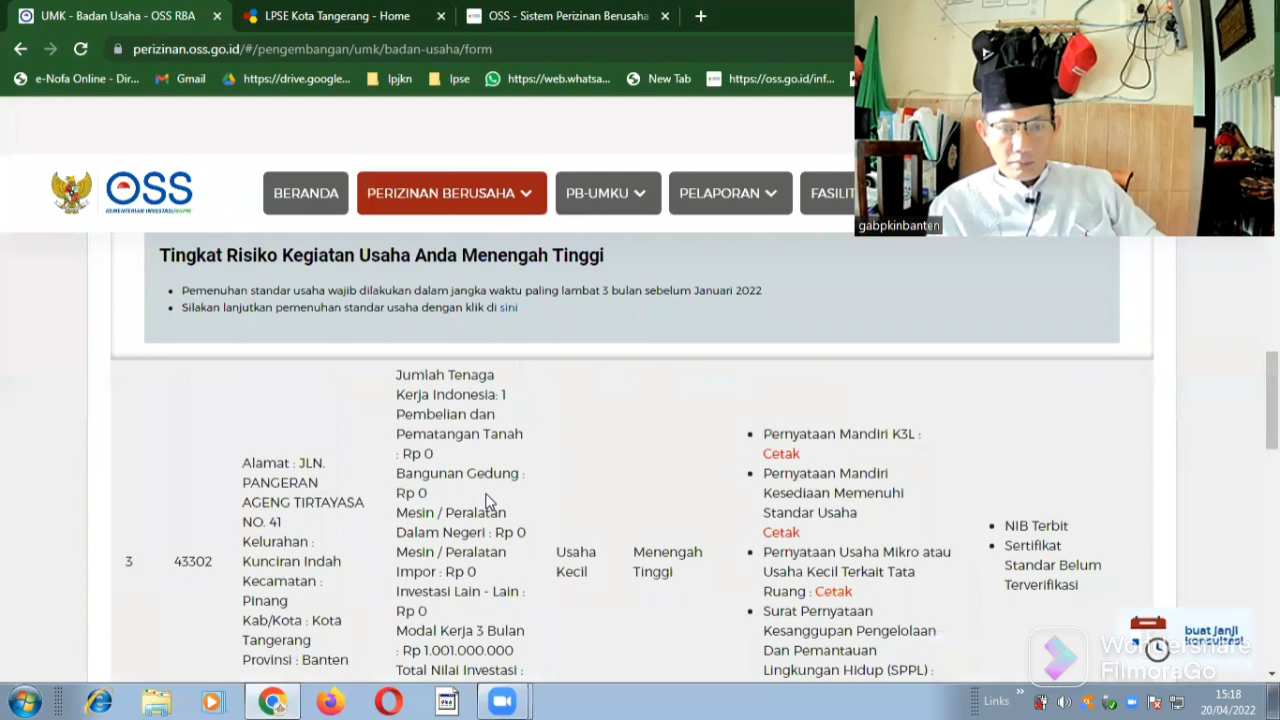 UMK - Badan Usaha - OSS RBA
LPSE Kota Tangerang - Home
OSS - Sistem Perizinan Berusaha
perizinan.oss.go.id/#/pengembangan/umk/badan-usaha/form
e-Nofa Online - Dir...
Gmail
https://drive.google...
lpjkn
lpse
https://web.whatsa...
New Tab
https://oss.go.id/inf...
OSS
KEMENTERIAN INVESTASI/BKPM
BERANDA
PERIZINAN BERUSAHA
PB-UMKU
PELAPORAN
FASILIT
gabpkinbanten
Tingkat Risiko Kegiatan Usaha Anda Menengah Tinggi
• Pemenuhan standar usaha wajib dilakukan dalam jangka waktu paling lambat 3 bulan sebelum Januari 2022
• Silakan lanjutkan pemenuhan standar usaha dengan klik di sini
3
43302
Alamat : JLN.
PANGERAN
AGENG TIRTAYASA
NO. 41
Kelurahan :
Kunciran Indah
Kecamatan :
Pinang
Kab/Kota : Kota
Tangerang
Provinsi : Banten
Jumlah Tenaga
Kerja Indonesia: 1
Pembelian dan
Pematangan Tanah
: Rp 0
Bangunan Gedung :
Rp 0
Mesin / Peralatan
Dalam Negeri : Rp 0
Mesin / Peralatan
Impor : Rp 0
Investasi Lain - Lain :
Rp 0
Modal Kerja 3 Bulan
: Rp 1.001.000.000
Total Nilai Investasi :
Usaha
Kecil
Menengah
Tinggi
• Pernyataan Mandiri K3L :
Cetak
• Pernyataan Mandiri
Kesediaan Memenuhi
Standar Usaha
Cetak
• Pernyataan Usaha Mikro atau
Usaha Kecil Terkait Tata
Ruang : Cetak
• Surat Pernyataan
Kesanggupan Pengelolaan
Dan Pemantauan
Lingkungan HIdup (SPPL) :
• NIB Terbit
• Sertifikat
Standar Belum
Terverifikasi
buat janji
konsultasi
Wondershare
FilmoraGo
Links
15:18
20/04/2022